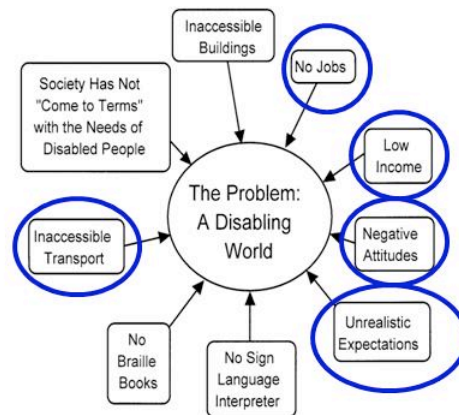 Inaccessible
Buildings
No Jobs
Society Has Not
"Come to Terms"
with the Needs of
Disabled People
Low
Income
The Problem:
A Disabling
World
Inaccessible
Transport
Negative
Attitudes
Unrealistic
Expectations
No
Braille
Books
No Sign
Language
Interpreter